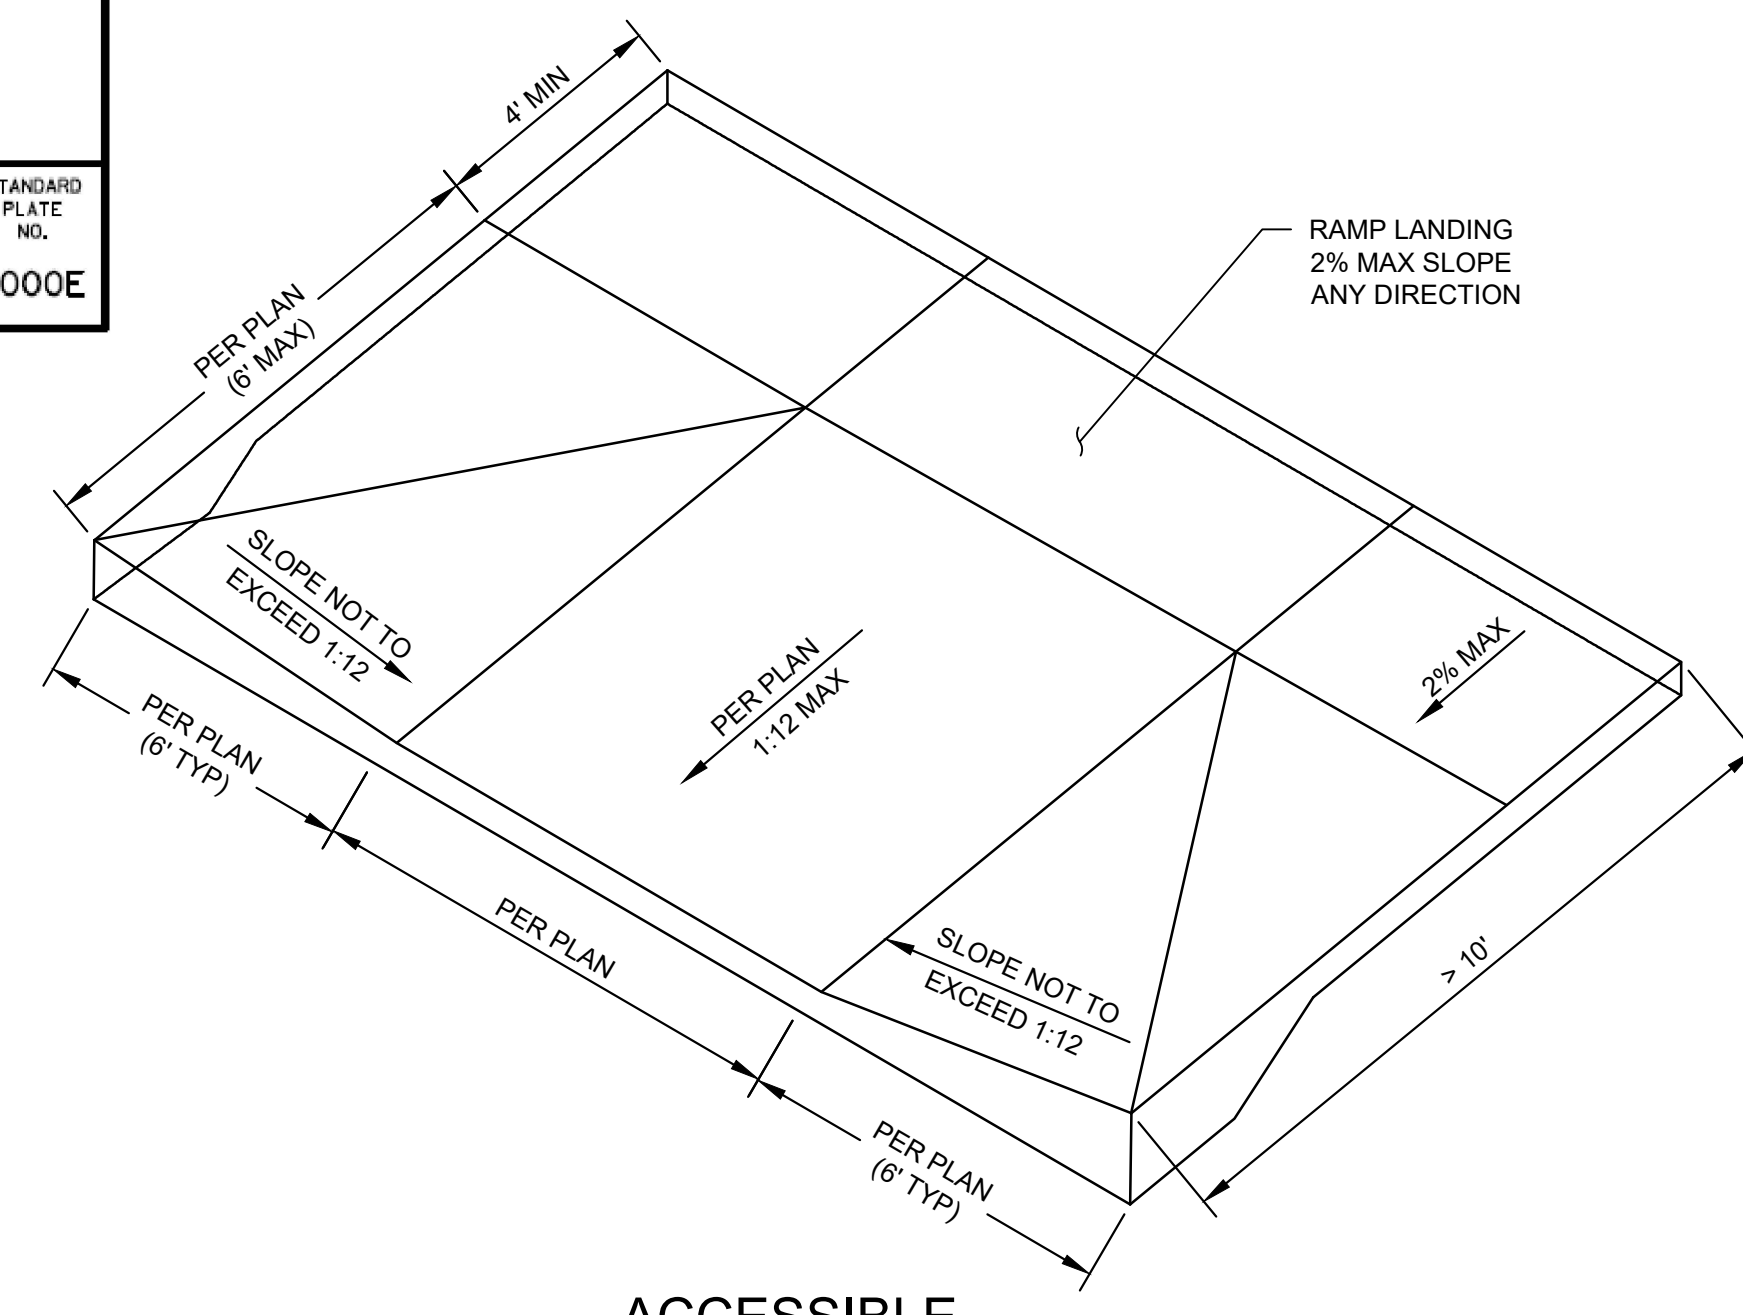 4' MIN
TANDARD
PLATE
NO.
000E
RAMP LANDING
2% MAX SLOPE
ANY DIRECTION
PER PLAN
(6' MAX)
SLOPE NOT TO
EXCEED 1:12
PER PLAN
1:12 MAX
2% MAX
PER PLAN
(6' TYP)
PER PLAN
SLOPE NOT TO
EXCEED 1:12
> 10'
PER PLAN
(6' TYP)
ACCESSIBLE